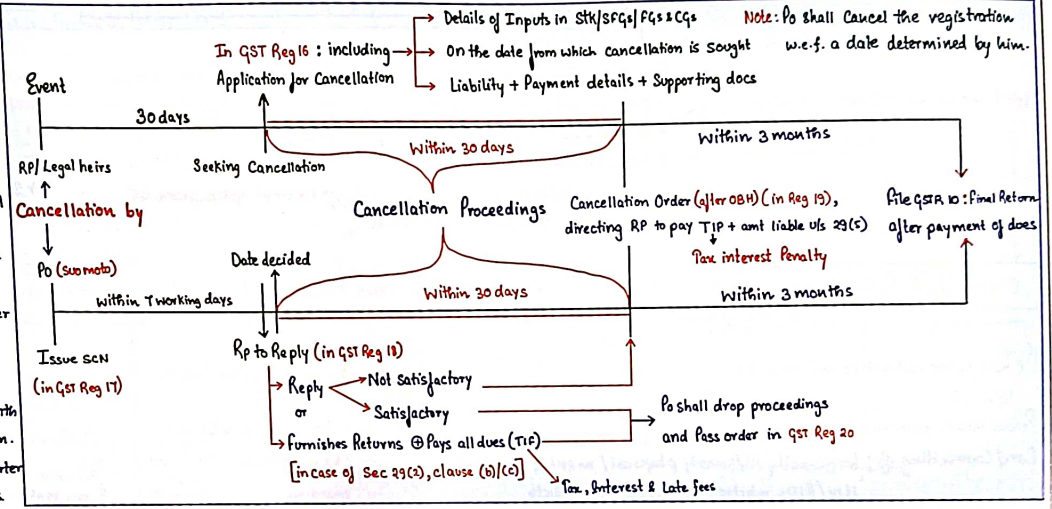 Details of Inputs in Stk/SFGs/FGs & CGs
Note: Po shall Cancel the registration
In GST Reg 16 : including
On the date from which cancellation is sought
w.e.f. a date determined by him.
Application for Cancellation
Liability + Payment details + Supporting docs
Event
30 days
Within 30 days
Within 3 months
RP/Legal heirs
Seeking Cancellation
Cancellation by
Cancellation Proceedings
Cancellation Order (after OBH) (in Reg 19),
directing RP to pay TIP + amt liable u/s 29(5)
Tax interest Penalty
File GSTR 10 : Final Return
after payment of does
Po (suo moto)
Date decided
within 7 working days
Within 30 days
Within 3 months
Issue SCN
(in GST Reg 17)
Rp to Reply (in GST Reg 18)
Reply
Not Satisfactory
or
Satisfactory
Po shall drop proceedings
and Pass order in GST Reg 20
furnishes Returns ⊕ Pays all dues (TIF)
[in case of Sec 29(2), clause (b)/(c)]
Tax, Interest & Late fees